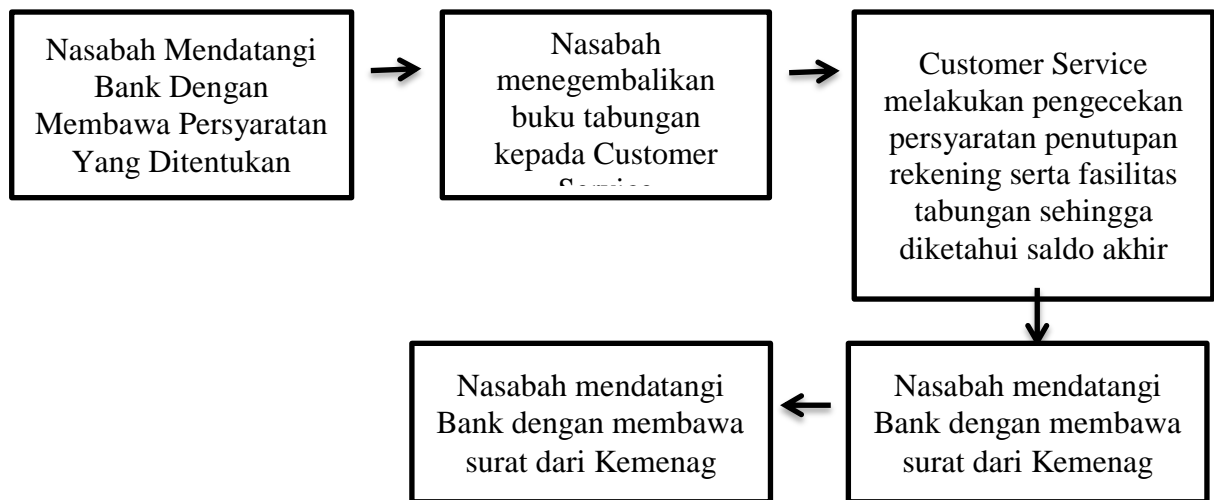 Nasabah Mendatangi
Bank Dengan
Membawa Persyaratan
Yang Ditentukan
Nasabah
menegembalikan
buku tabungan
kepada Customer
Service
Customer Service
melakukan pengecekan
persyaratan penutupan
rekening serta fasilitas
tabungan sehingga
diketahui saldo akhir
Nasabah mendatangi
Bank dengan membawa
surat dari Kemenag
Nasabah mendatangi
Bank dengan membawa
surat dari Kemenag